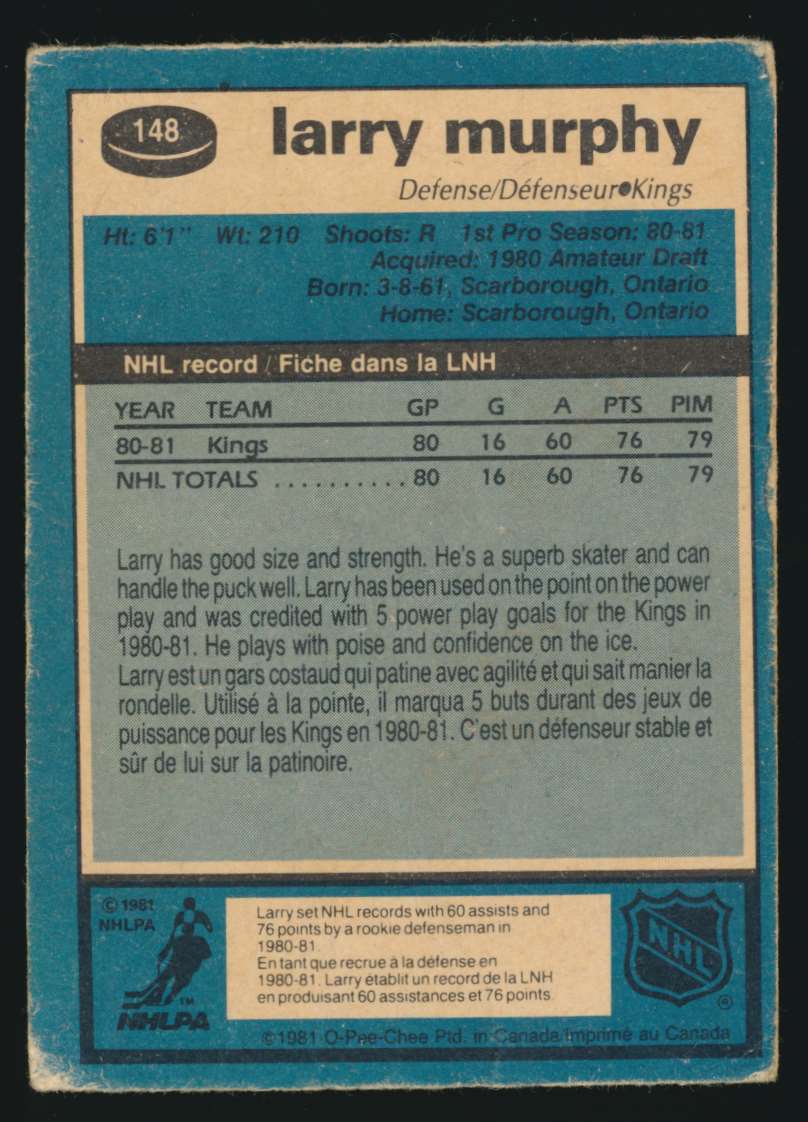 148
larry murphy
Defense/Défenseur•Kings
Ht: 6'1" Wt: 210 Shoots: R 1st Pro Season: 80-81
Acquired: 1980 Amateur Draft
Born: 3-8-61, Scarborough, Ontario
Home: Scarborough, Ontario
NHL record / Fiche dans la LNH
YEAR TEAM GP G A PTS PIM
80-81 Kings 80 16 60 76 79
NHL TOTALS .......... 80 16 60 76 79
Larry has good size and strength. He's a superb skater and can
handle the puck well. Larry has been used on the point on the power
play and was credited with 5 power play goals for the Kings in
1980-81. He plays with poise and confidence on the ice.
Larry est un gars costaud qui patine avec agilité et qui sait manier la
rondelle. Utilisé à la pointe, il marqua 5 buts durant des jeux de
puissance pour les Kings en 1980-81. C'est un défenseur stable et
sûr de lui sur la patinoire.
© 1981
NHLPA
TM
NHLPA
Larry set NHL records with 60 assists and
76 points by a rookie defenseman in
1980-81.
En tant que recrue à la défense en
1980-81. Larry établit un record de la LNH
en produisant 60 assistances et 76 points.
NHL
®
©1981 O-Pee-Chee Ptd. in Canada/Imprimé au Canada